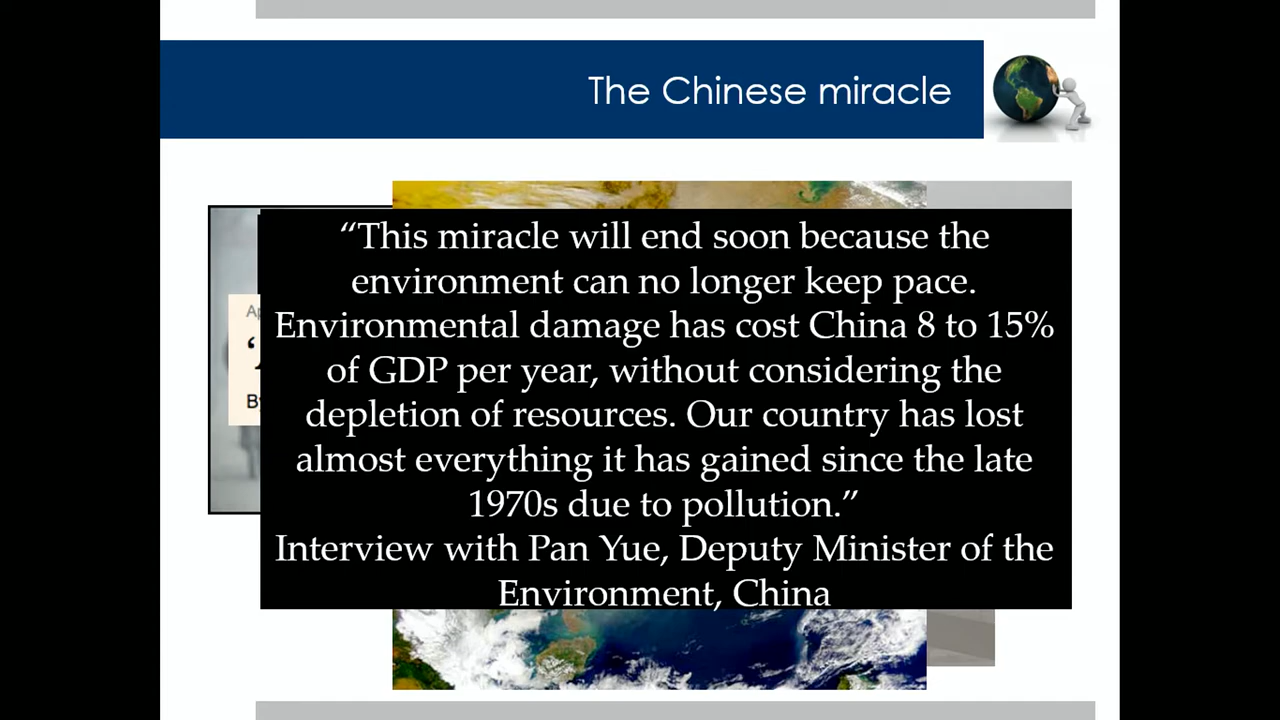 The Chinese miracle
“This miracle will end soon because the
environment can no longer keep pace.
Environmental damage has cost China 8 to 15%
of GDP per year, without considering the
depletion of resources. Our country has lost
almost everything it has gained since the late
1970s due to pollution.”
Interview with Pan Yue, Deputy Minister of the
Environment, China